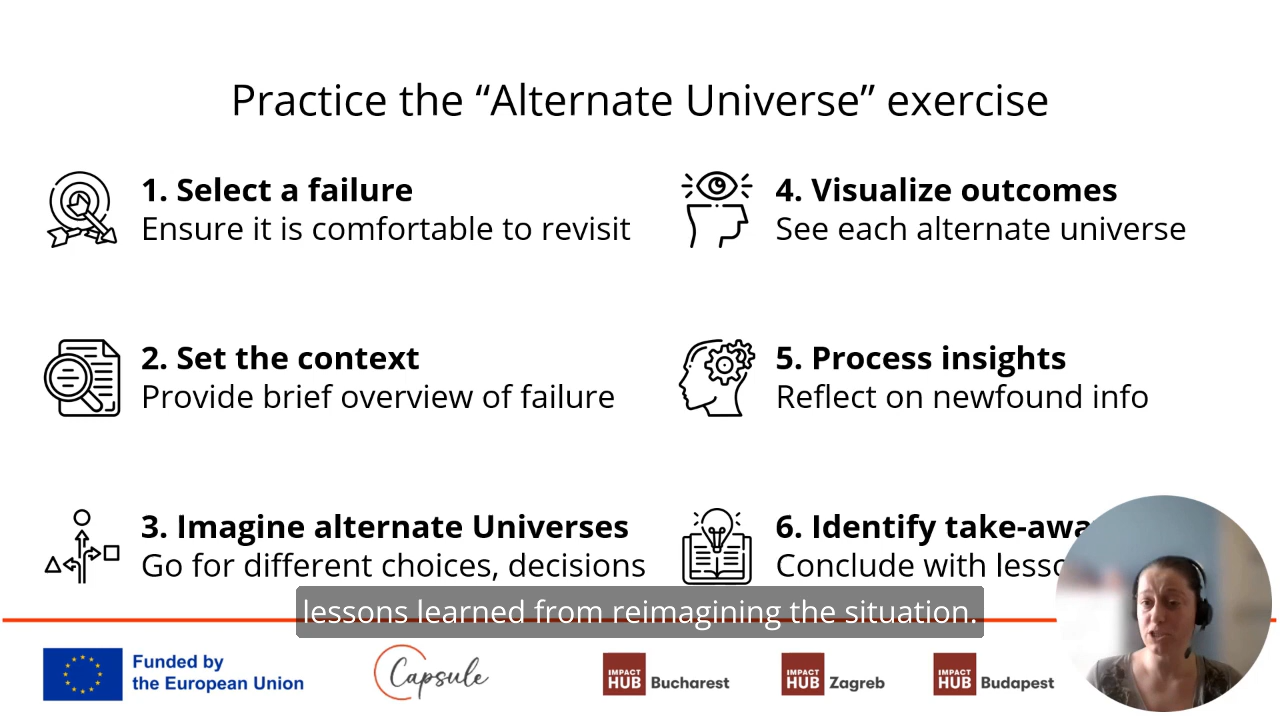 Practice the “Alternate Universe” exercise
1. Select a failure
Ensure it is comfortable to revisit
2. Set the context
Provide brief overview of failure
3. Imagine alternate Universes
Go for different choices, decisions
4. Visualize outcomes
See each alternate universe
5. Process insights
Reflect on newfound info
6. Identify
Conclude with
lessons learned from reimagining the situation.
Funded by
the European Union
Capsule
IMPACT
HUB Bucharest
IMPACT
HUB Zagreb
IMPACT
HUB Budapest